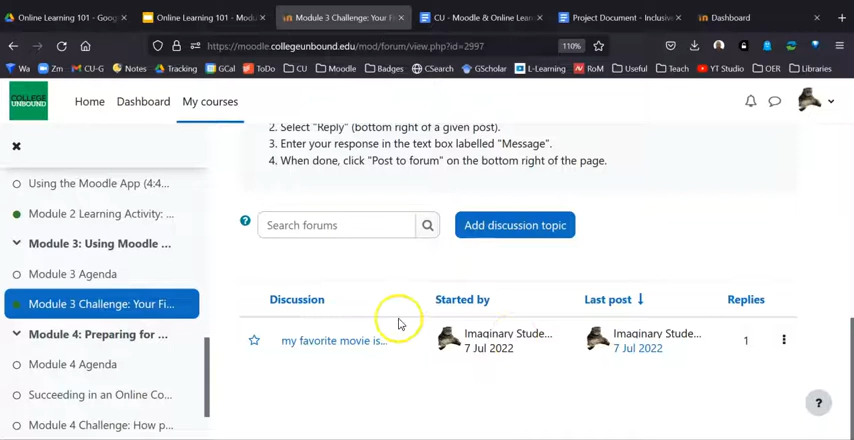 Online Learning 101 - Goog
Online Learning 101 - Modu
Module 3 Challenge: Your Fi
CU - Moodle & Online Lear
Project Document - Inclusiv
Dashboard
https://moodle.collegeunbound.edu/mod/forum/view.php?id=2997
110%
Wa
Zm
CU-G
Notes
Tracking
GCal
ToDo
CU
Moodle
Badges
CSearch
GScholar
L-Learning
RoM
Useful
Teach
YT Studio
OER
Libraries
COLLEGE
UNBOUND
Home
Dashboard
My courses
Using the Moodle App (4:4...
Module 2 Learning Activity: ...
Module 3: Using Moodle ...
Module 3 Agenda
Module 3 Challenge: Your Fi...
Module 4: Preparing for ...
Module 4 Agenda
Succeeding in an Online Co...
Module 4 Challenge: How p...
2. Select "Reply" (bottom right of a given post).
3. Enter your response in the text box labelled "Message".
4. When done, click "Post to forum" on the bottom right of the page.
Search forums
Add discussion topic
Discussion
Started by
Last post
Replies
my favorite movie is...
Imaginary Stude...
7 Jul 2022
Imaginary Stude...
7 Jul 2022
1
?